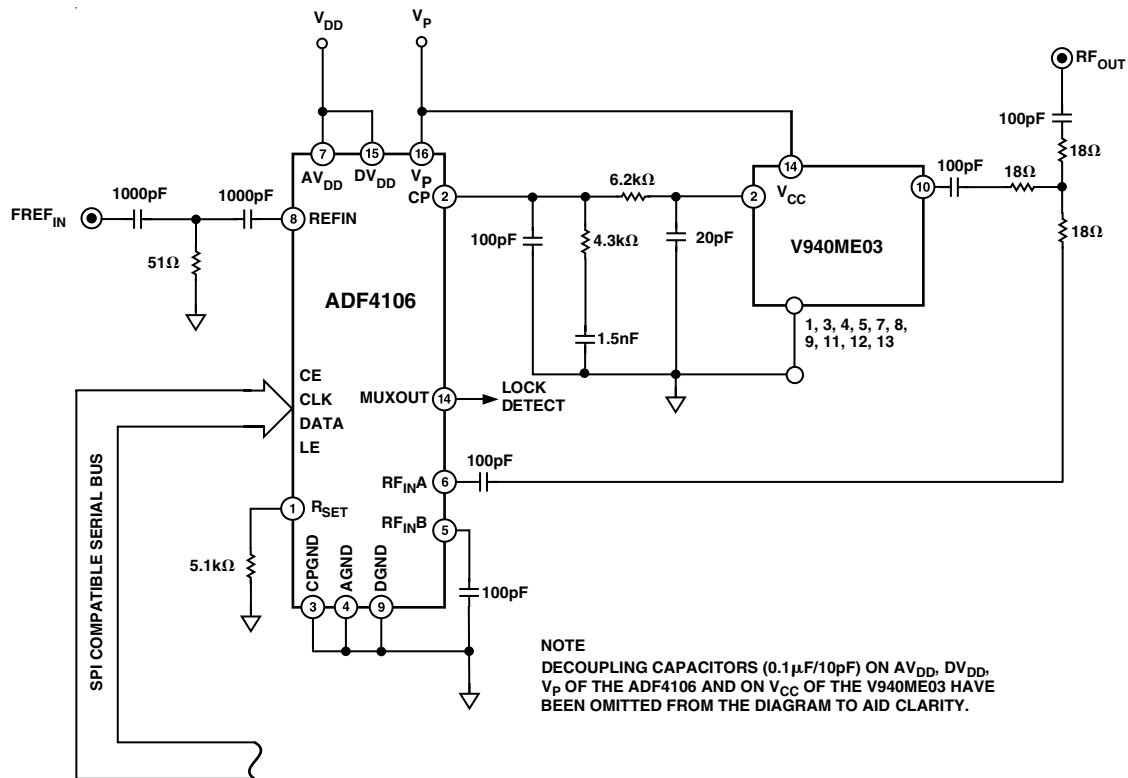 VDD
VP
RFOUT
100pF
18Ω
7
15
16
14
AVDD
DVDD
VP
VCC
1000pF
1000pF
CP
2
6.2kΩ
2
10
100pF
18Ω
FREFIN
8
REFIN
18Ω
100pF
4.3kΩ
20pF
V940ME03
51Ω
ADF4106
1, 3, 4, 5, 7, 8,
9, 11, 12, 13
1.5nF
CE
CLK
DATA
LE
MUXOUT
14
LOCK
DETECT
SPI COMPATIBLE SERIAL BUS
100pF
RFINA
6
1
RSET
RFINB
5
5.1kΩ
CPGND
AGND
DGND
100pF
3
4
9
NOTE
DECOUPLING CAPACITORS (0.1µF/10pF) ON AVDD, DVDD,
VP OF THE ADF4106 AND ON VCC OF THE V940ME03 HAVE
BEEN OMITTED FROM THE DIAGRAM TO AID CLARITY.